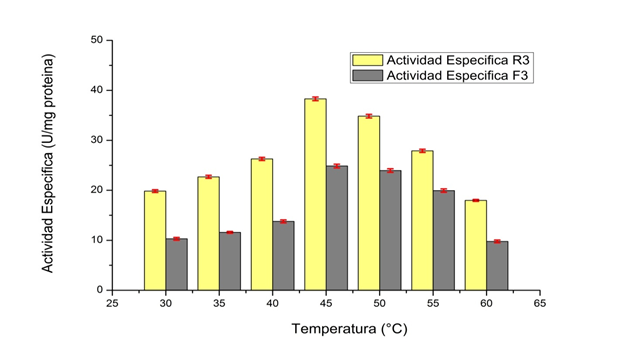 50
40
30
20
10
0
Actividad Especifica (U/mg proteina)
Actividad Especifica R3
Actividad Especifica F3
25 30 35 40 45 50 55 60 65
Temperatura (°C)